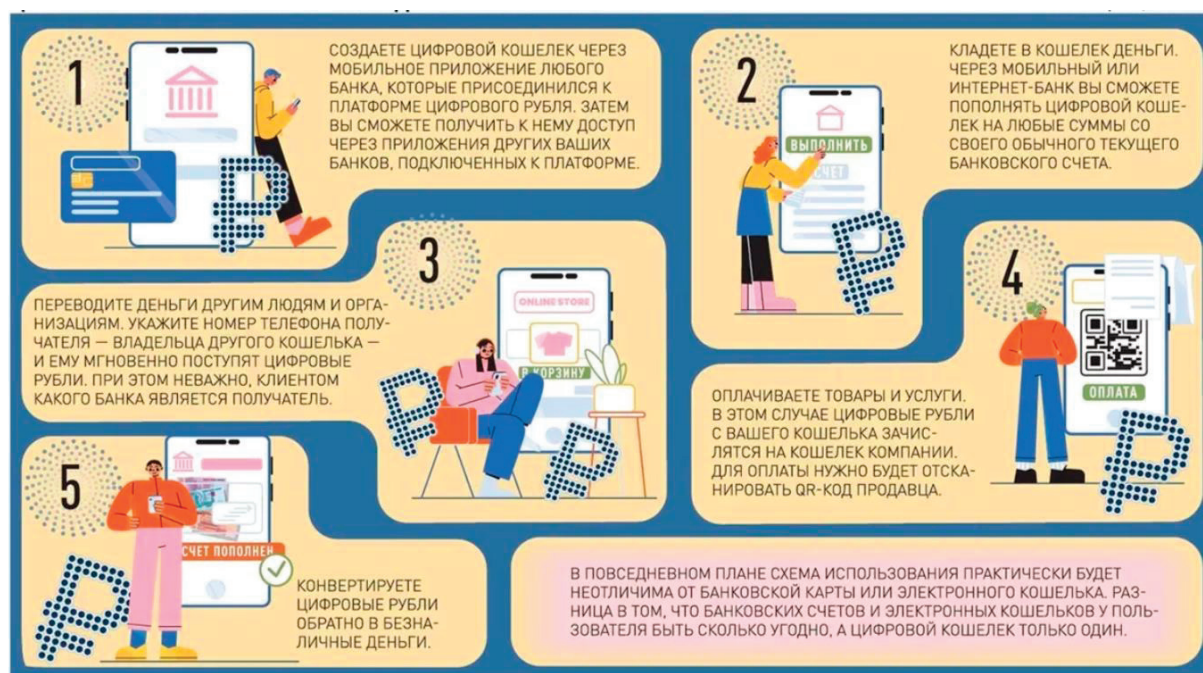 1
СОЗДАЕТЕ ЦИФРОВОЙ КОШЕЛЕК ЧЕРЕЗ
МОБИЛЬНОЕ ПРИЛОЖЕНИЕ ЛЮБОГО
БАНКА, КОТОРЫЕ ПРИСОЕДИНИЛСЯ К
ПЛАТФОРМЕ ЦИФРОВОГО РУБЛЯ. ЗАТЕМ
ВЫ СМОЖЕТЕ ПОЛУЧИТЬ К НЕМУ ДОСТУП
ЧЕРЕЗ ПРИЛОЖЕНИЯ ДРУГИХ ВАШИХ
БАНКОВ, ПОДКЛЮЧЕННЫХ К ПЛАТФОРМЕ.
2
ВЫПОЛНИТЬ
СЧЕТ
КЛАДЕТЕ В КОШЕЛЕК ДЕНЬГИ.
ЧЕРЕЗ МОБИЛЬНЫЙ ИЛИ
ИНТЕРНЕТ-БАНК ВЫ СМОЖЕТЕ
ПОПОЛНЯТЬ ЦИФРОВОЙ КОШЕ-
ЛЕК НА ЛЮБЫЕ СУММЫ СО
СВОЕГО ОБЫЧНОГО ТЕКУЩЕГО
БАНКОВСКОГО СЧЕТА.
3
ПЕРЕВОДИТЕ ДЕНЬГИ ДРУГИМ ЛЮДЯМ И ОРГА-
НИЗАЦИЯМ. УКАЖИТЕ НОМЕР ТЕЛЕФОНА ПОЛУ-
ЧАТЕЛЯ — ВЛАДЕЛЬЦА ДРУГОГО КОШЕЛЬКА —
И ЕМУ МГНОВЕННО ПОСТУПЯТ ЦИФРОВЫЕ
РУБЛИ. ПРИ ЭТОМ НЕВАЖНО, КЛИЕНТОМ
КАКОГО БАНКА ЯВЛЯЕТСЯ ПОЛУЧАТЕЛЬ.
ONLINE STORE
В КОРЗИНУ
4
ОПЛАТА
ОПЛАЧИВАЕТЕ ТОВАРЫ И УСЛУГИ.
В ЭТОМ СЛУЧАЕ ЦИФРОВЫЕ РУБЛИ
С ВАШЕГО КОШЕЛЬКА ЗАЧИС-
ЛЯТСЯ НА КОШЕЛЕК КОМПАНИИ.
ДЛЯ ОПЛАТЫ НУЖНО БУДЕТ ОТСКА-
НИРОВАТЬ QR-КОД ПРОДАВЦА.
5
СЧЕТ ПОПОЛНЕН
КОНВЕРТИРУЕТЕ
ЦИФРОВЫЕ РУБЛИ
ОБРАТНО В БЕЗНА-
ЛИЧНЫЕ ДЕНЬГИ.
В ПОВСЕДНЕВНОМ ПЛАНЕ СХЕМА ИСПОЛЬЗОВАНИЯ ПРАКТИЧЕСКИ БУДЕТ
НЕОТЛИЧИМА ОТ БАНКОВСКОЙ КАРТЫ ИЛИ ЭЛЕКТРОННОГО КОШЕЛЬКА. РАЗ-
НИЦА В ТОМ, ЧТО БАНКОВСКИХ СЧЕТОВ И ЭЛЕКТРОННЫХ КОШЕЛЬКОВ У ПОЛЬ-
ЗОВАТЕЛЯ БЫТЬ СКОЛЬКО УГОДНО, А ЦИФРОВОЙ КОШЕЛЕК ТОЛЬКО ОДИН.